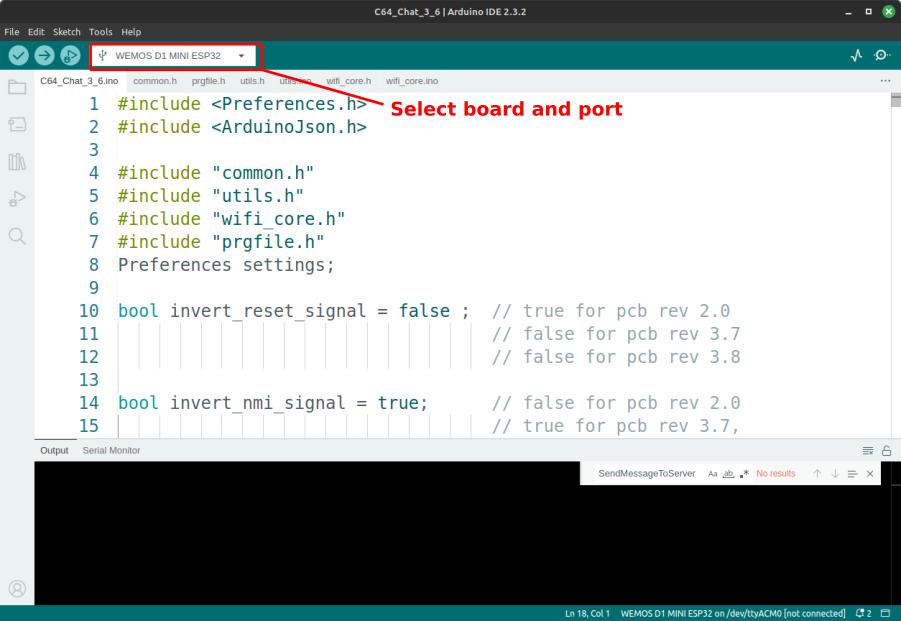 C64_Chat_3_6 | Arduino IDE 2.3.2
File Edit Sketch Tools Help
WEMOS D1 MINI ESP32
C64_Chat_3_6.ino common.h prgfile.h utils.h utils.ino wifi_core.h wifi_core.ino
Select board and port
1 #include <Preferences.h>
2 #include <ArduinoJson.h>
3
4 #include "common.h"
5 #include "utils.h"
6 #include "wifi_core.h"
7 #include "prgfile.h"
8 Preferences settings;
9
10 bool invert_reset_signal = false ; // true for pcb rev 2.0
11 // false for pcb rev 3.7
12 // false for pcb rev 3.8
13
14 bool invert_nmi_signal = true; // false for pcb rev 2.0
15 // true for pcb rev 3.7,
Output Serial Monitor
SendMessageToServer Aa ab .* No results
Ln 18, Col 1 WEMOS D1 MINI ESP32 on /dev/ttyACM0 [not connected] 2